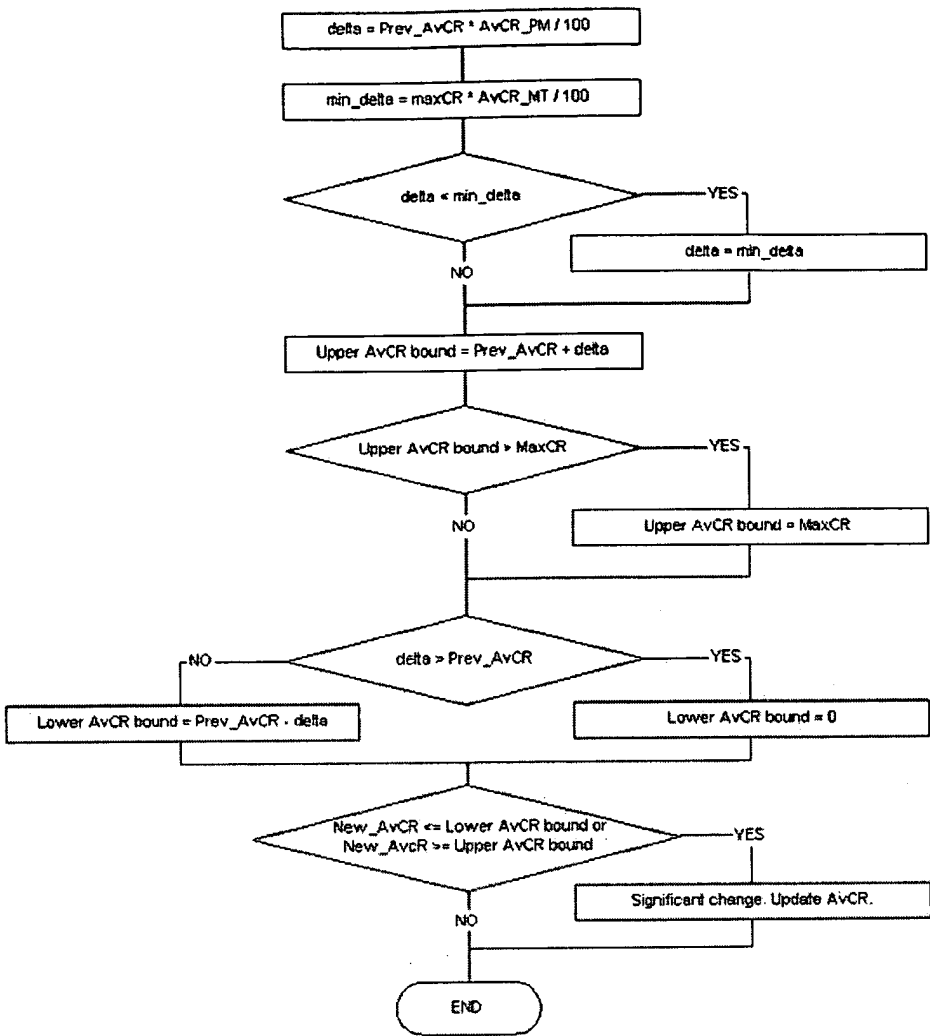 delta = Prev_AvCR * AvCR_PM / 100
min_delta = maxCR * AvCR_MT / 100
delta < min_delta
YES
delta = min_delta
NO
Upper AvCR bound = Prev_AvCR + delta
Upper AvCR bound > MaxCR
YES
NO
Upper AvCR bound = MaxCR
NO
delta > Prev_AvCR
YES
Lower AvCR bound = Prev_AvCR - delta
Lower AvCR bound = 0
New_AvCR <= Lower AvCR bound or
New_AvcR >= Upper AvCR bound
YES
Significant change. Update AvCR.
NO
END